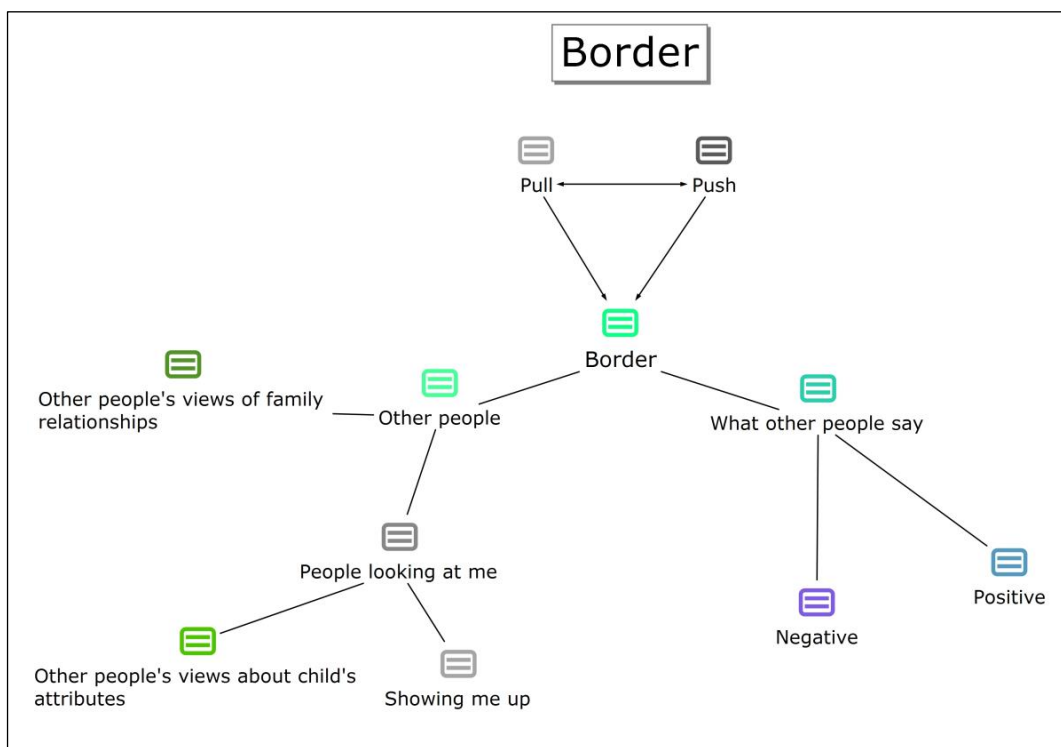 Border
Pull
Push
Border
Other people's views of family
relationships
Other people
What other people say
People looking at me
Positive
Negative
Other people's views about child's
attributes
Showing me up